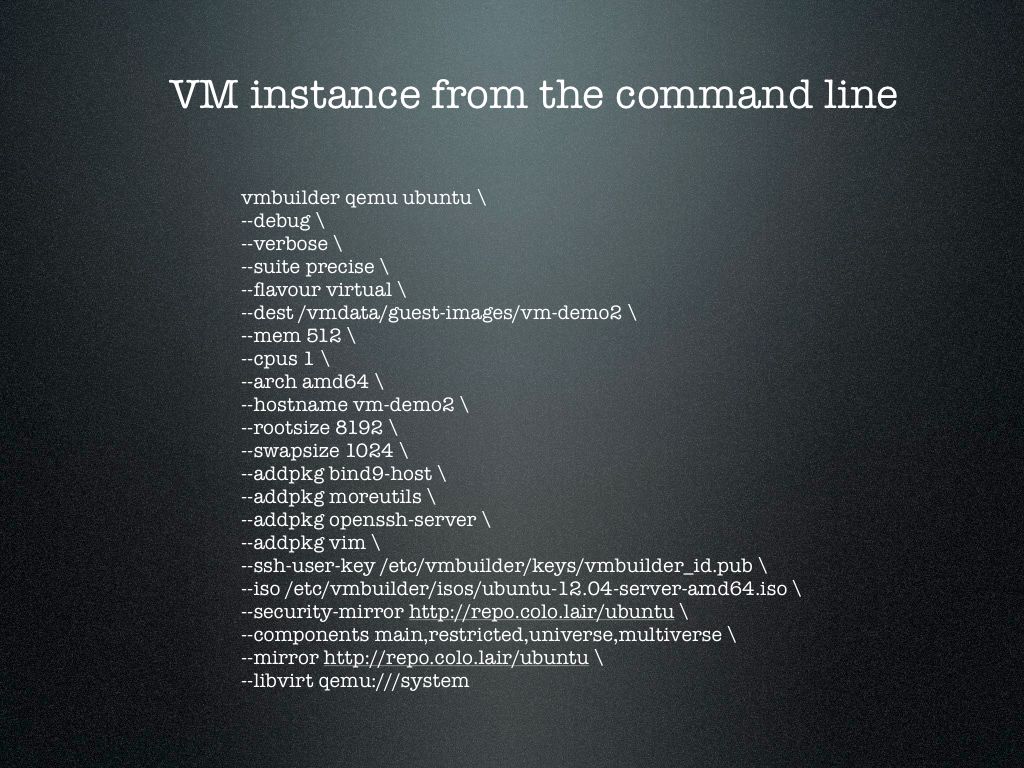 VM instance from the command line
vmbuilder qemu ubuntu \
--debug \
--verbose \
--suite precise \
--flavour virtual \
--dest /vmdata/guest-images/vm-demo2 \
--mem 512 \
--cpus 1 \
--arch amd64 \
--hostname vm-demo2 \
--rootsize 8192 \
--swapsize 1024 \
--addpkg bind9-host \
--addpkg moreutils \
--addpkg openssh-server \
--addpkg vim \
--ssh-user-key /etc/vmbuilder/keys/vmbuilder_id.pub \
--iso /etc/vmbuilder/isos/ubuntu-12.04-server-amd64.iso \
--security-mirror http://repo.colo.lair/ubuntu \
--components main,restricted,universe,multiverse \
--mirror http://repo.colo.lair/ubuntu \
--libvirt qemu:///system